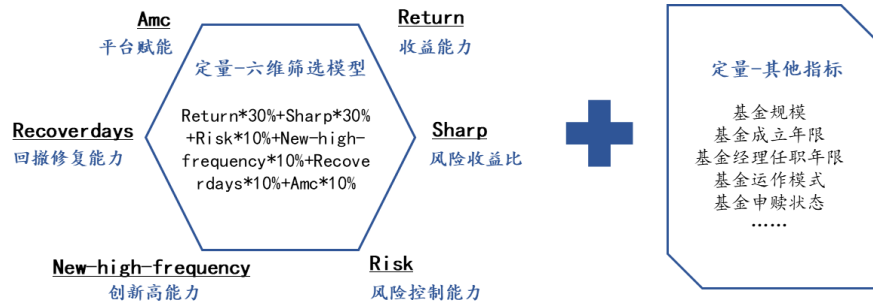 Amc
平台赋能
Return
收益能力
定量-六维筛选模型
Return*30%+Sharp*30%
+Risk*10%+New-high-
frequency*10%+Recove
rdays*10%+Amc*10%
Recoverdays
回撤修复能力
Sharp
风险收益比
New-high-frequency
创新高能力
Risk
风险控制能力
定量-其他指标
基金规模
基金成立年限
基金经理任职年限
基金运作模式
基金申赎状态
……